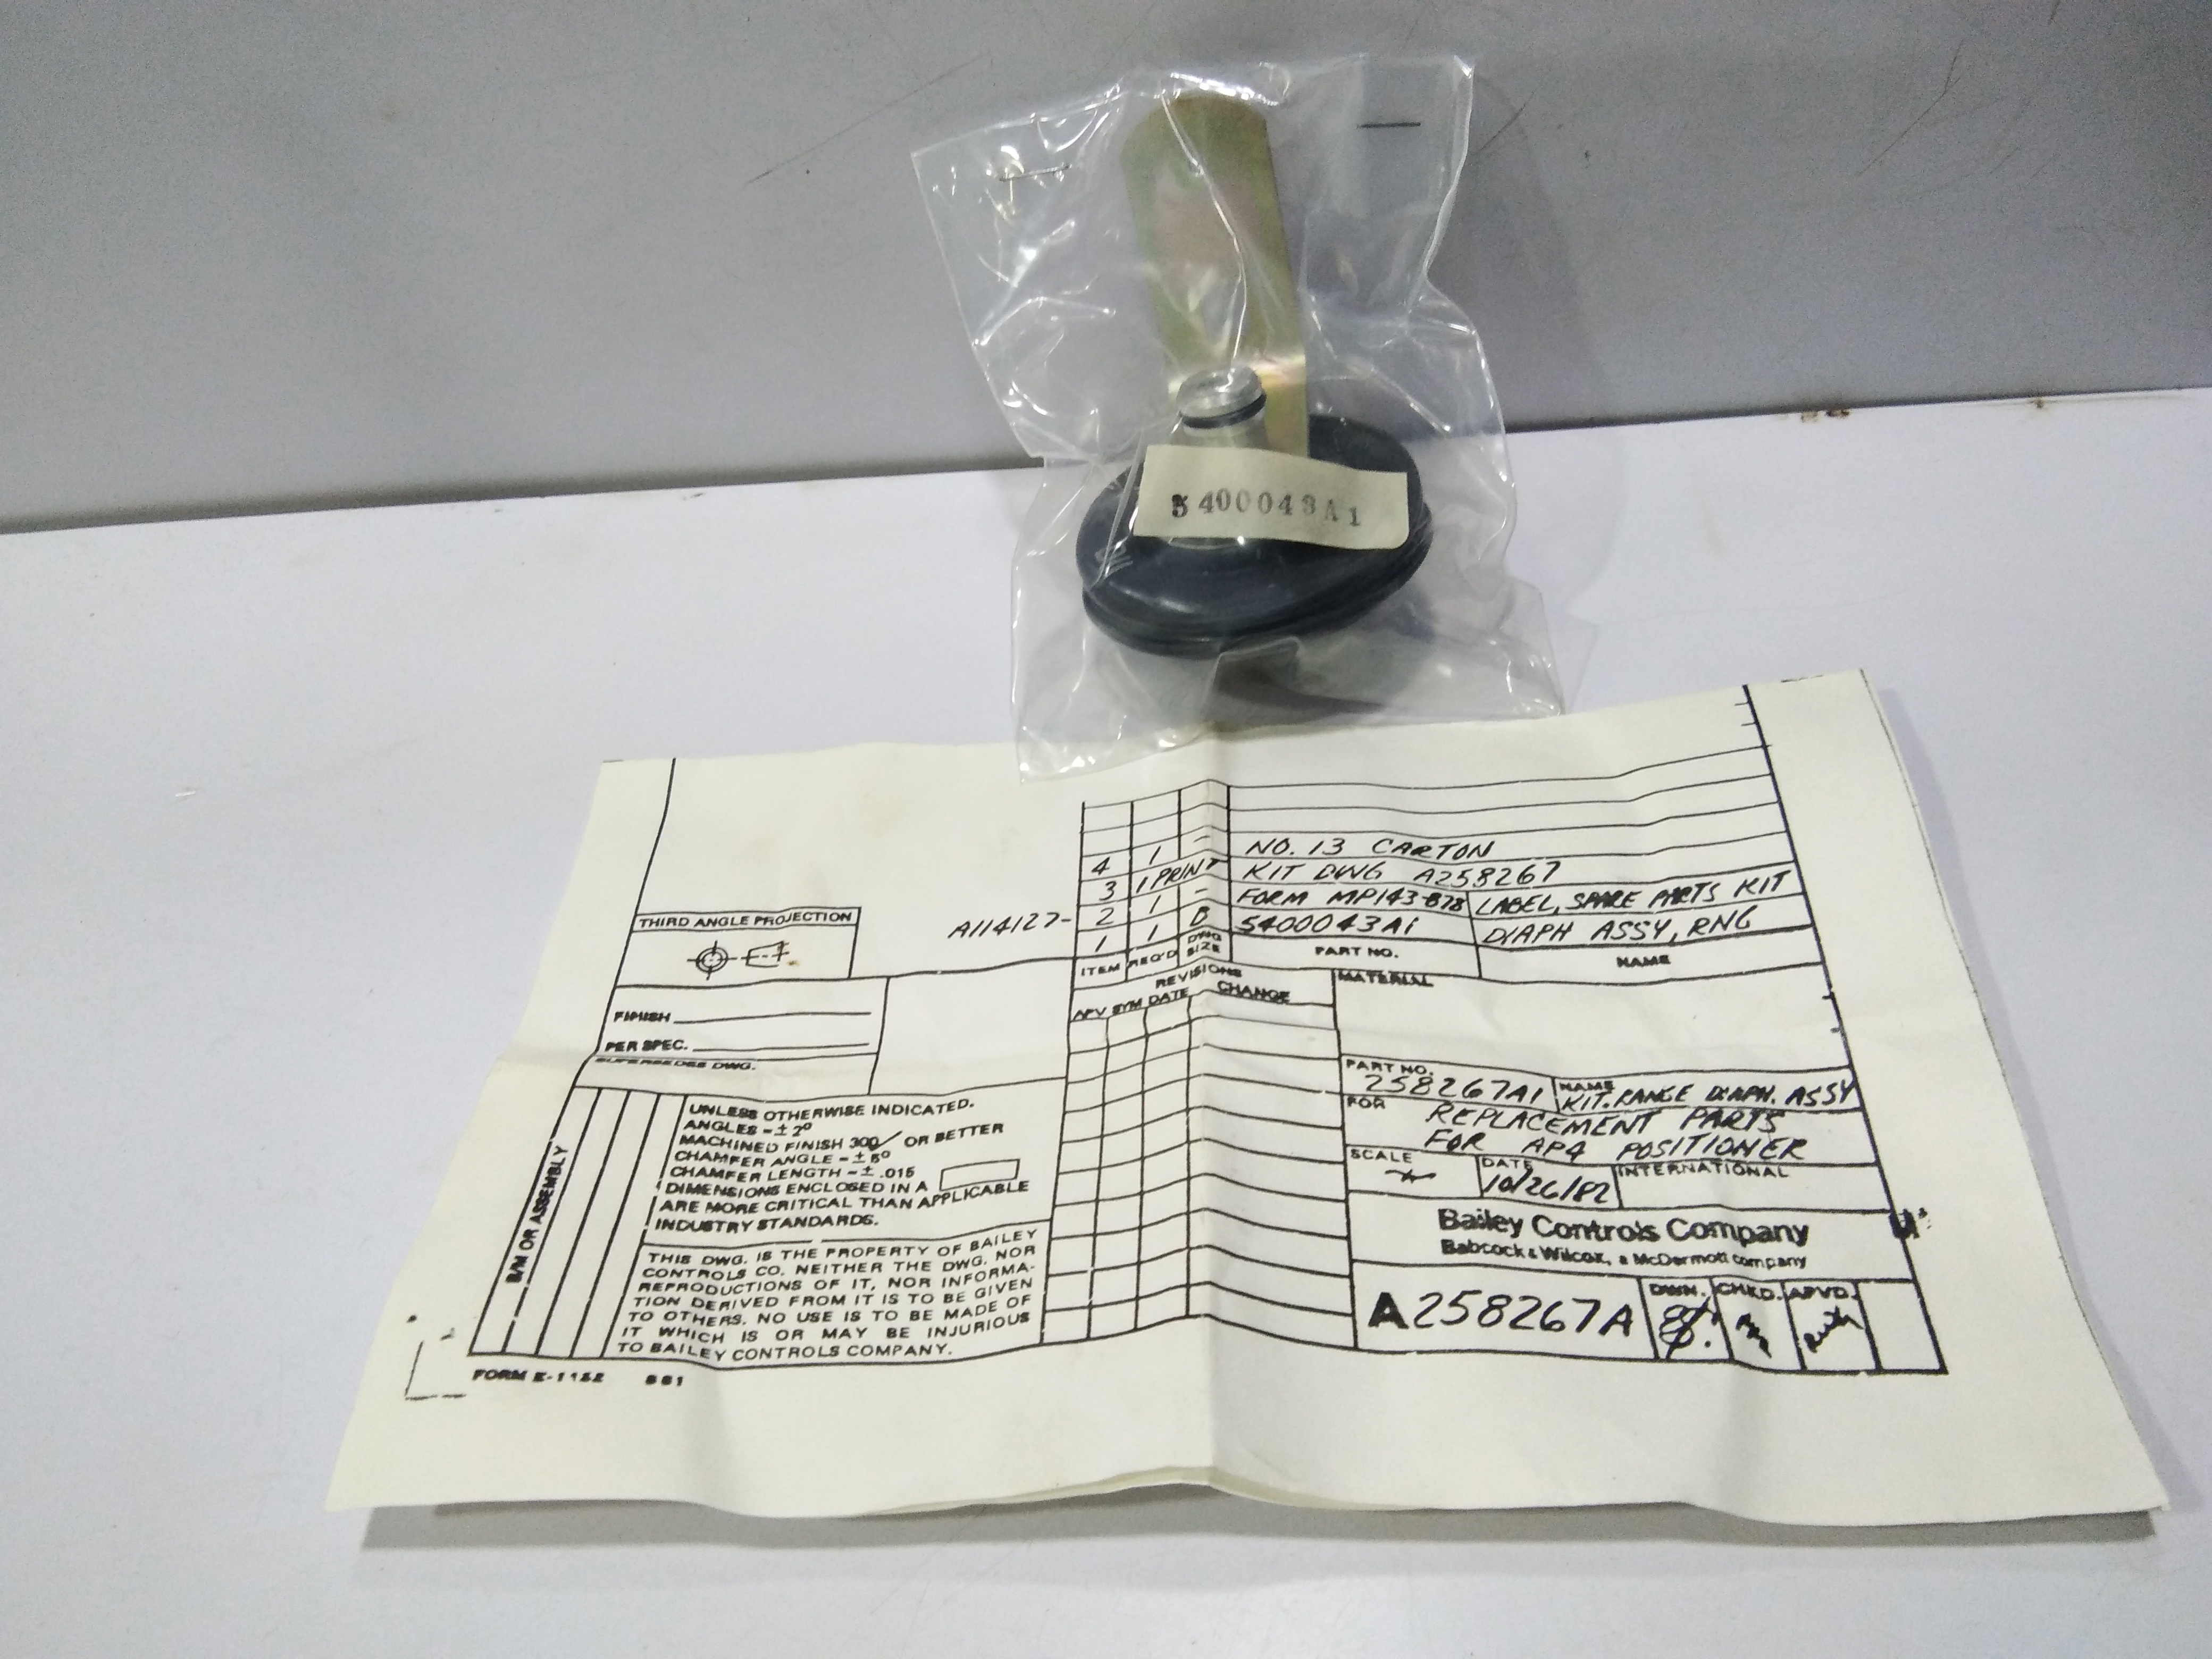 5400043A1
4 1 - NO. 13 CARTON
3 1 PRINT KIT DWG A258267
2 1 - FORM MP143-878 LABEL, SPARE PARTS KIT
A114127- 1 1 B 5400043A1 DIAPH ASSY, RNG
ITEM REQ'D DWG SIZE PART NO. NAME
THIRD ANGLE PROJECTION
FINISH
PER SPEC.
SUPERSEDES DWG.
REVISIONS
APV SYM DATE CHANGE
MATERIAL
B/M OR ASSEMBLY
UNLESS OTHERWISE INDICATED.
ANGLES - ± 2°
MACHINED FINISH 300/ OR BETTER
CHAMFER ANGLE - ± 5°
CHAMFER LENGTH - ± .015
DIMENSIONS ENCLOSED IN A
ARE MORE CRITICAL THAN APPLICABLE
INDUSTRY STANDARDS.
THIS DWG. IS THE PROPERTY OF BAILEY
CONTROLS CO. NEITHER THE DWG. NOR
REPRODUCTIONS OF IT, NOR INFORMA-
TION DERIVED FROM IT IS TO BE GIVEN
TO OTHERS. NO USE IS TO BE MADE OF
IT WHICH IS OR MAY BE INJURIOUS
TO BAILEY CONTROLS COMPANY.
PART NO. 258267A1
NAME KIT. RANGE DIAPH. ASSY
FOR REPLACEMENT PARTS
FOR AP4 POSITIONER
SCALE
DATE 10/26/82
INTERNATIONAL
Bailey Controls Company
Babcock & Wilcox, a McDermott company
A258267A
DWN. CHKD. APVD.
FORM E-1152 881